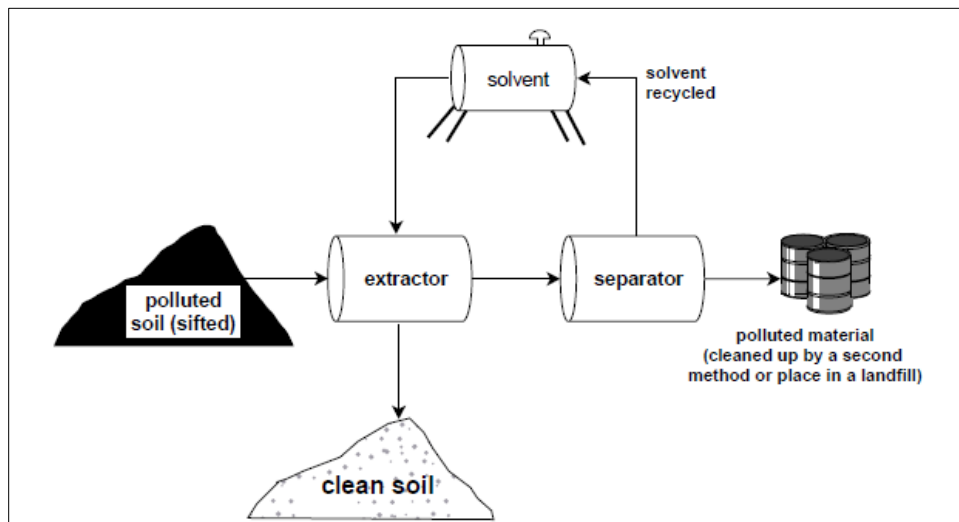 solvent
solvent
recycled
polluted
soil (sifted)
extractor
separator
polluted material
(cleaned up by a second
method or place in a landfill)
clean soil